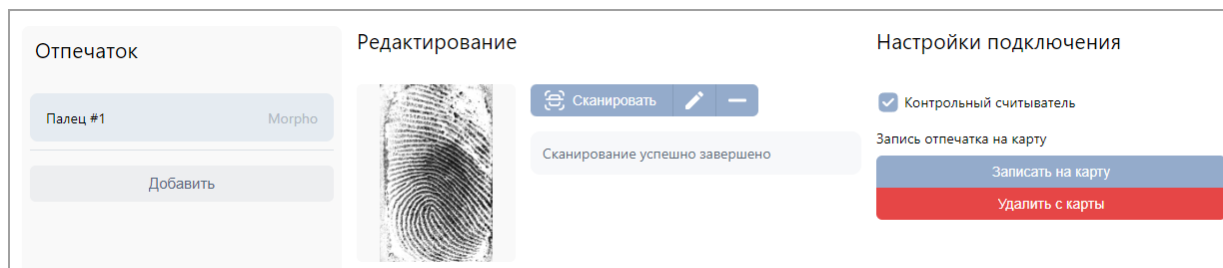 Отпечаток
Палец #1 Morpho
Добавить
Редактирование
Сканировать
Сканирование успешно завершено
Настройки подключения
Контрольный считыватель
Запись отпечатка на карту
Записать на карту
Удалить с карты